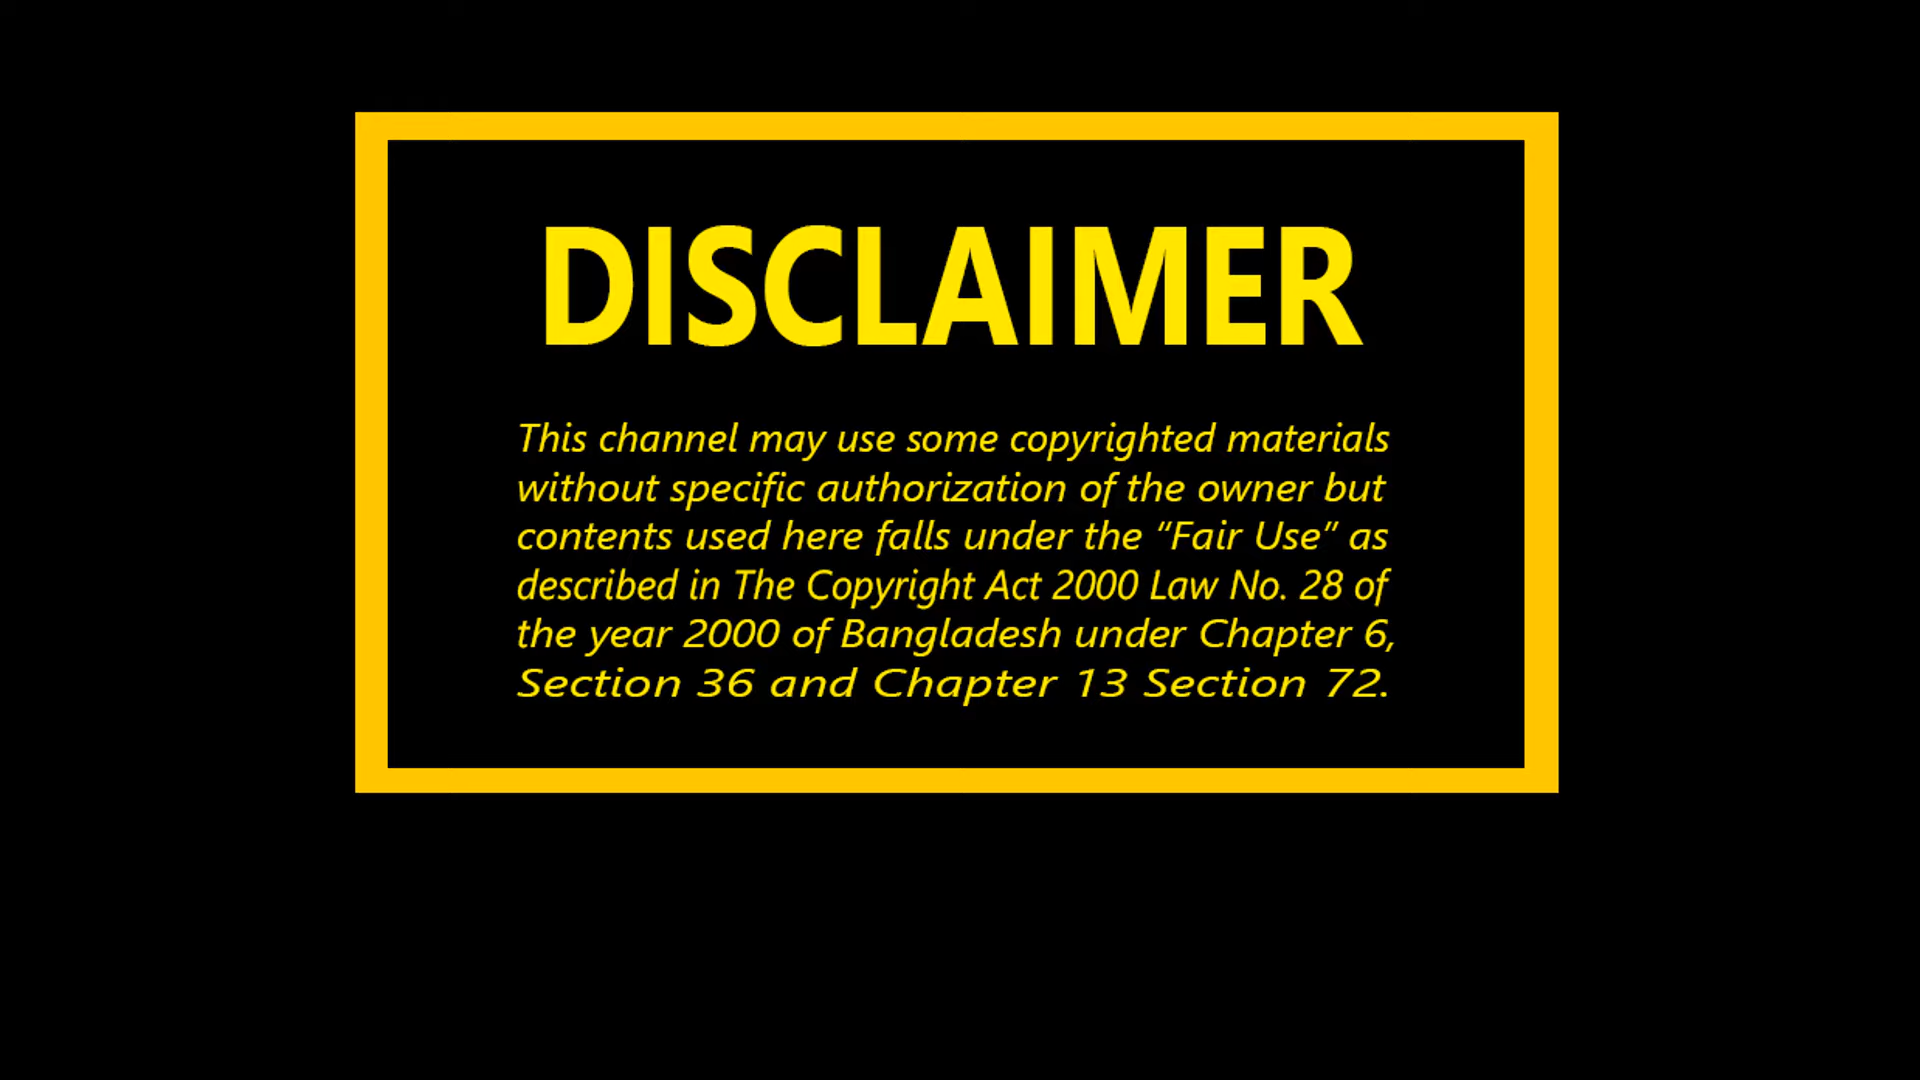 DISCLAIMER
This channel may use some copyrighted materials
without specific authorization of the owner but
contents used here falls under the “Fair Use” as
described in The Copyright Act 2000 Law No. 28 of
the year 2000 of Bangladesh under Chapter 6,
Section 36 and Chapter 13 Section 72.